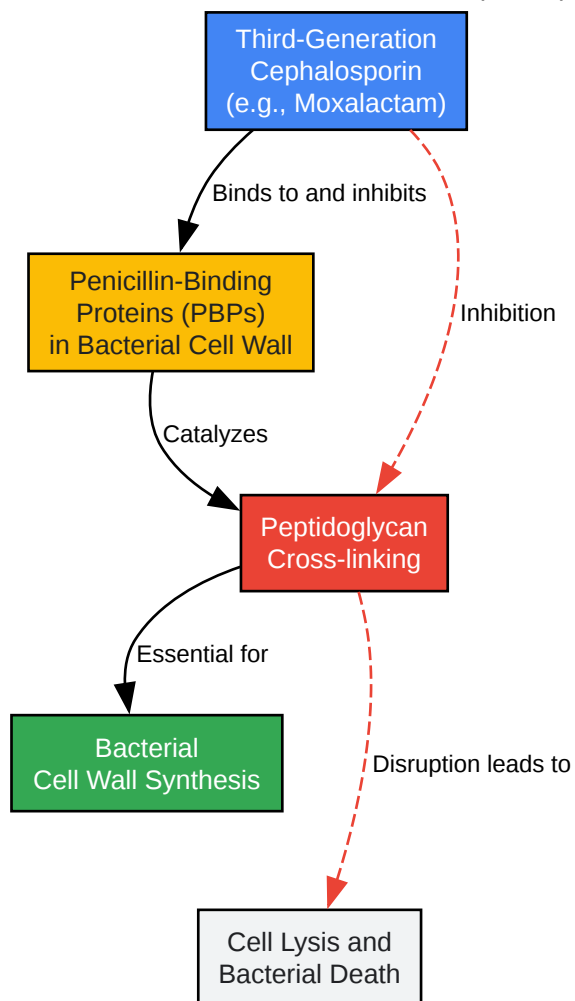 Third-Generation
Cephalosporin
(e.g., Moxalactam)
Binds to and inhibits
Penicillin-Binding
Proteins (PBPs)
in Bacterial Cell Wall
Inhibition
Catalyzes
Peptidoglycan
Cross-linking
Essential for
Bacterial
Cell Wall Synthesis
Disruption leads to
Cell Lysis and
Bacterial Death